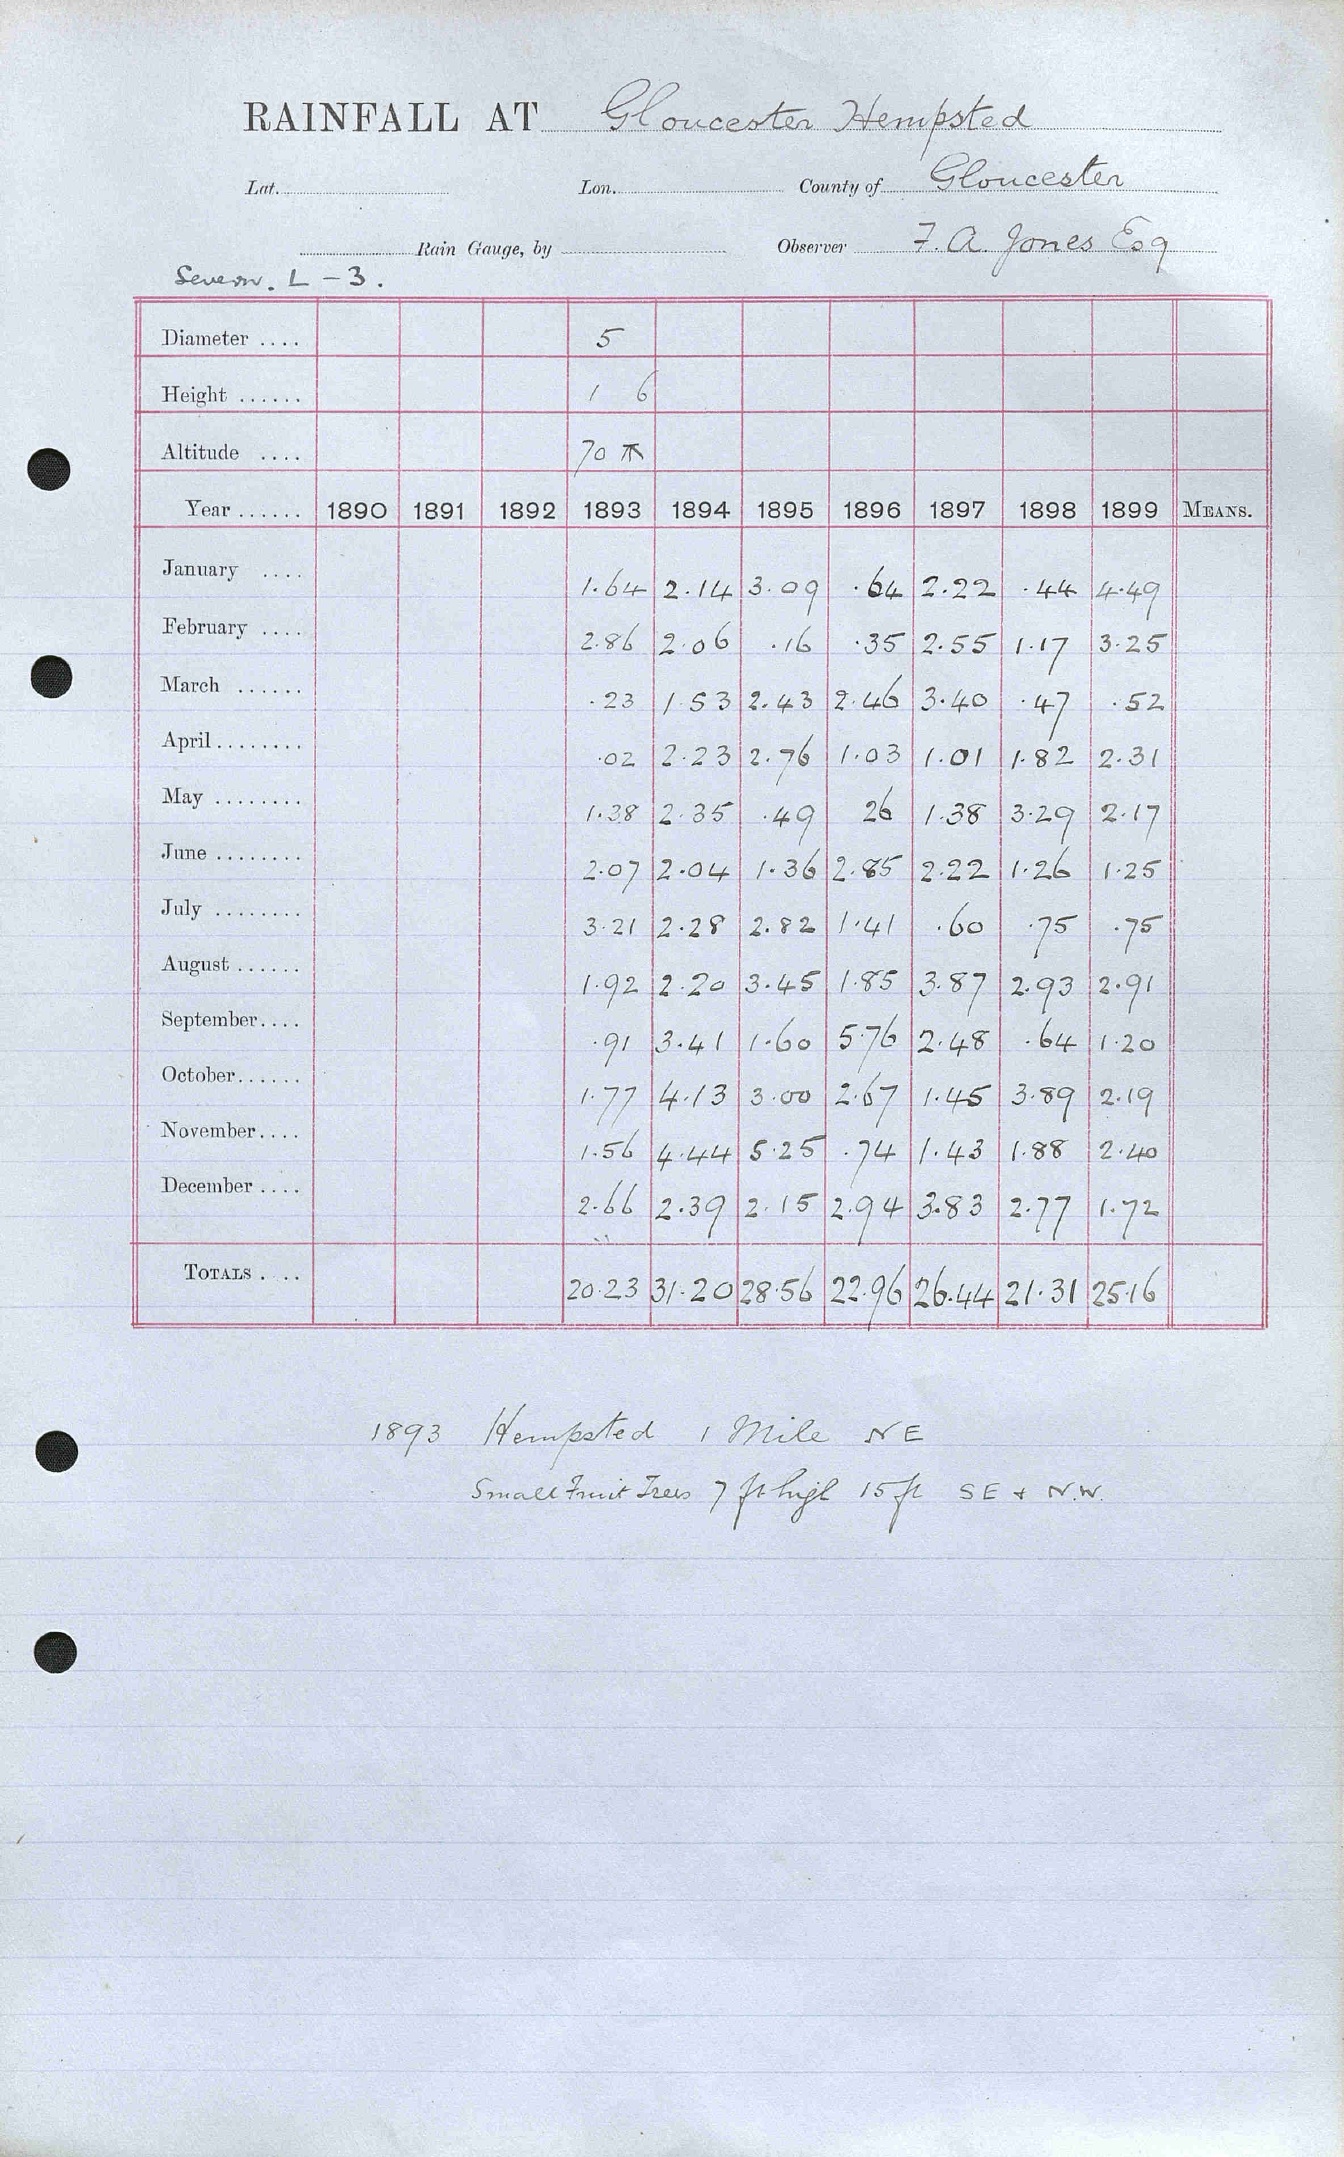 RAINFALL AT Gloucester Hempsted
Lat. Lon. County of Gloucester
Rain Gauge, by Observer F. A. Jones Esq
Severn. L - 3.
Diameter .... 5
Height ...... 1 6
Altitude .... 70
Year ...... 1890 1891 1892 1893 1894 1895 1896 1897 1898 1899 MEANS.
January .... 1.64 2.14 3.09 .64 2.22 .44 4.49
February .... 2.86 2.06 .16 .35 2.55 1.17 3.25
March ...... .23 1.53 2.43 2.46 3.40 .47 .52
April ........ .02 2.23 2.76 1.03 1.01 1.82 2.31
May ........ 1.38 2.35 .49 26 1.38 3.29 2.17
June ........ 2.07 2.04 1.36 2.85 2.22 1.26 1.25
July ........ 3.21 2.28 2.82 1.41 .60 .75 .75
August ...... 1.92 2.20 3.45 1.85 3.87 2.93 2.91
September .... .91 3.41 1.60 5.76 2.48 .64 1.20
October ...... 1.77 4.13 3.00 2.67 1.45 3.89 2.19
November .... 1.56 4.44 5.25 .74 1.43 1.88 2.40
December .... 2.66 2.39 2.15 2.94 3.83 2.77 1.72
TOTALS . .. 20.23 31.20 28.56 22.96 26.44 21.31 25.16
1893 Hempsted 1 Mile NE
Small Fruit Trees 7 ft high 15 ft SE + N.W.